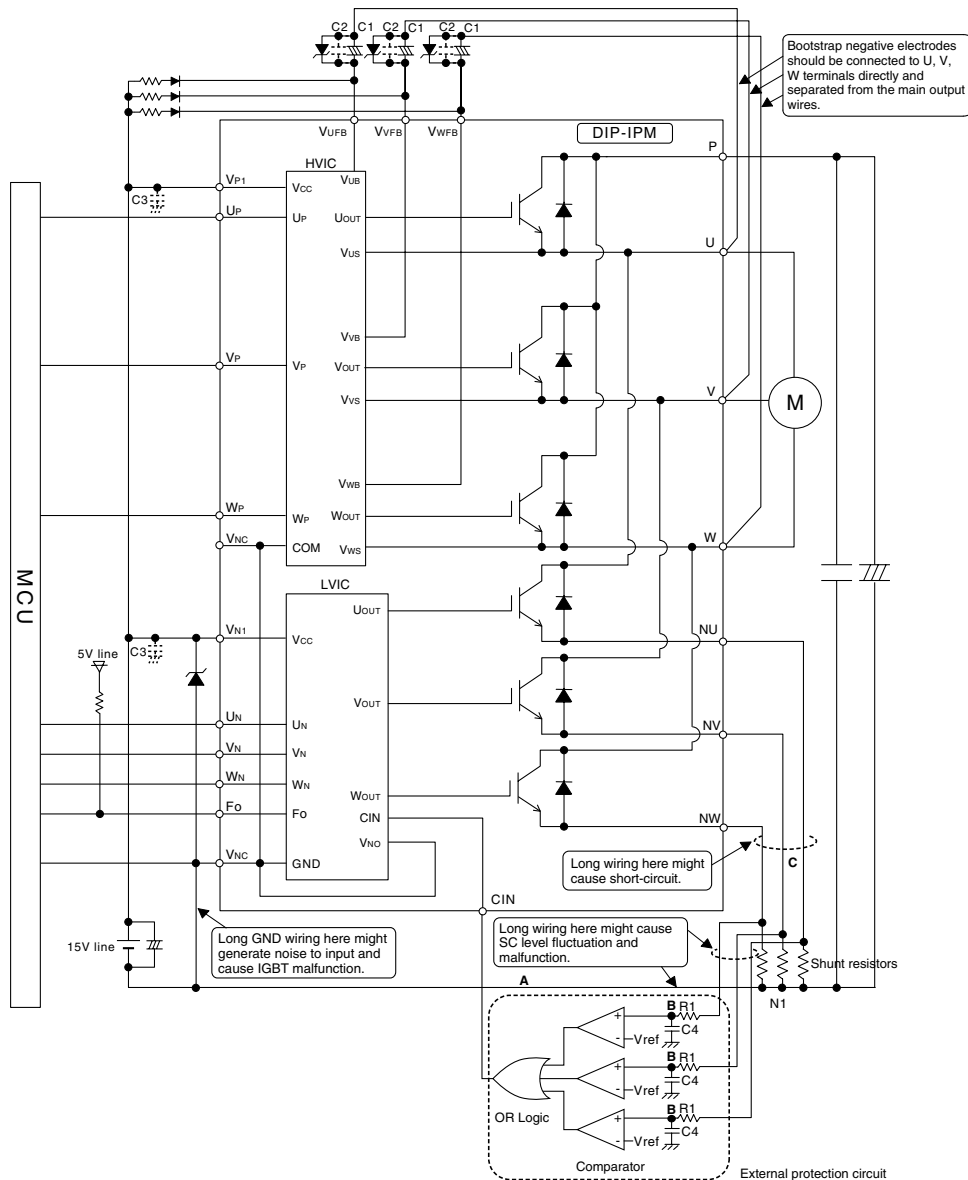 C2 C1 C2 C1 C2 C1
Bootstrap negative electrodes
should be connected to U, V,
W terminals directly and
separated from the main output
wires.
VUFB VVFB VWFB
DIP-IPM
P
HVIC
VP1
VCC
VUB
C3
UP
UP
UOUT
VUS
U
VVB
VP
VP
VOUT
VVS
V
M
VWB
WP
WP
WOUT
VNC
COM
VWS
W
MCU
LVIC
UOUT
VN1
VCC
NU
C3
5V line
VOUT
UN
UN
NV
VN
VN
WN
WN
WOUT
FO
FO
CIN
NW
VNO
VNC
GND
Long wiring here might
cause short-circuit.
C
CIN
15V line
Long GND wiring here might
generate noise to input and
cause IGBT malfunction.
Long wiring here might cause
SC level fluctuation and
malfunction.
Shunt resistors
A
N1
B R1
+
-
Vref
C4
B R1
+
-
Vref
C4
B R1
+
-
Vref
C4
OR Logic
Comparator
External protection circuit